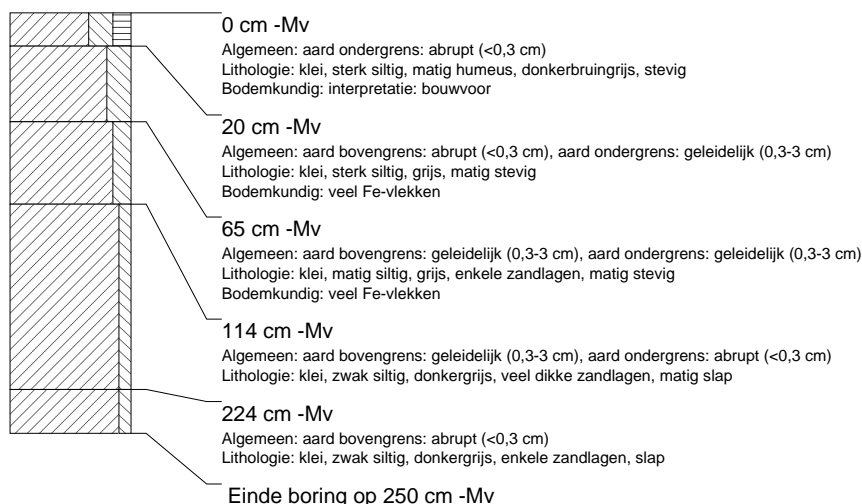 0 cm -Mv
Algemeen: aard ondergrens: abrupt (<0,3 cm)
Lithologie: klei, sterk siltig, matig humeus, donkerbruingrijs, stevig
Bodemkundig: interpretatie: bouwvoor
20 cm -Mv
Algemeen: aard bovengrens: abrupt (<0,3 cm), aard ondergrens: geleidelijk (0,3-3 cm)
Lithologie: klei, sterk siltig, grijs, matig stevig
Bodemkundig: veel Fe-vlekken
65 cm -Mv
Algemeen: aard bovengrens: geleidelijk (0,3-3 cm), aard ondergrens: geleidelijk (0,3-3 cm)
Lithologie: klei, matig siltig, grijs, enkele zandlagen, matig stevig
Bodemkundig: veel Fe-vlekken
114 cm -Mv
Algemeen: aard bovengrens: geleidelijk (0,3-3 cm), aard ondergrens: abrupt (<0,3 cm)
Lithologie: klei, zwak siltig, donkergrijs, veel dikke zandlagen, matig slap
224 cm -Mv
Algemeen: aard bovengrens: abrupt (<0,3 cm)
Lithologie: klei, zwak siltig, donkergrijs, enkele zandlagen, slap
Einde boring op 250 cm -Mv